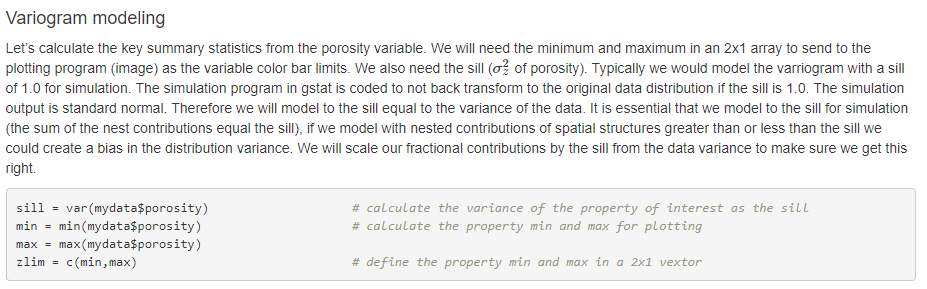 Variogram modeling
Let's calculate the key summary statistics from the porosity variable. We will need the minimum and maximum in an 2x1 array to send to the
plotting program (image) as the variable color bar limits. We also need the sill (σ²_z of porosity). Typically we would model the varriogram with a sill
of 1.0 for simulation. The simulation program in gstat is coded to not back transform to the original data distribution if the sill is 1.0. The simulation
output is standard normal. Therefore we will model to the sill equal to the variance of the data. It is essential that we model to the sill for simulation
(the sum of the nest contributions equal the sill), if we model with nested contributions of spatial structures greater than or less than the sill we
could create a bias in the distribution variance. We will scale our fractional contributions by the sill from the data variance to make sure we get this
right.
sill = var(mydata$porosity) # calculate the variance of the property of interest as the sill
min = min(mydata$porosity) # calculate the property min and max for plotting
max = max(mydata$porosity)
zlim = c(min,max) # define the property min and max in a 2x1 vextor